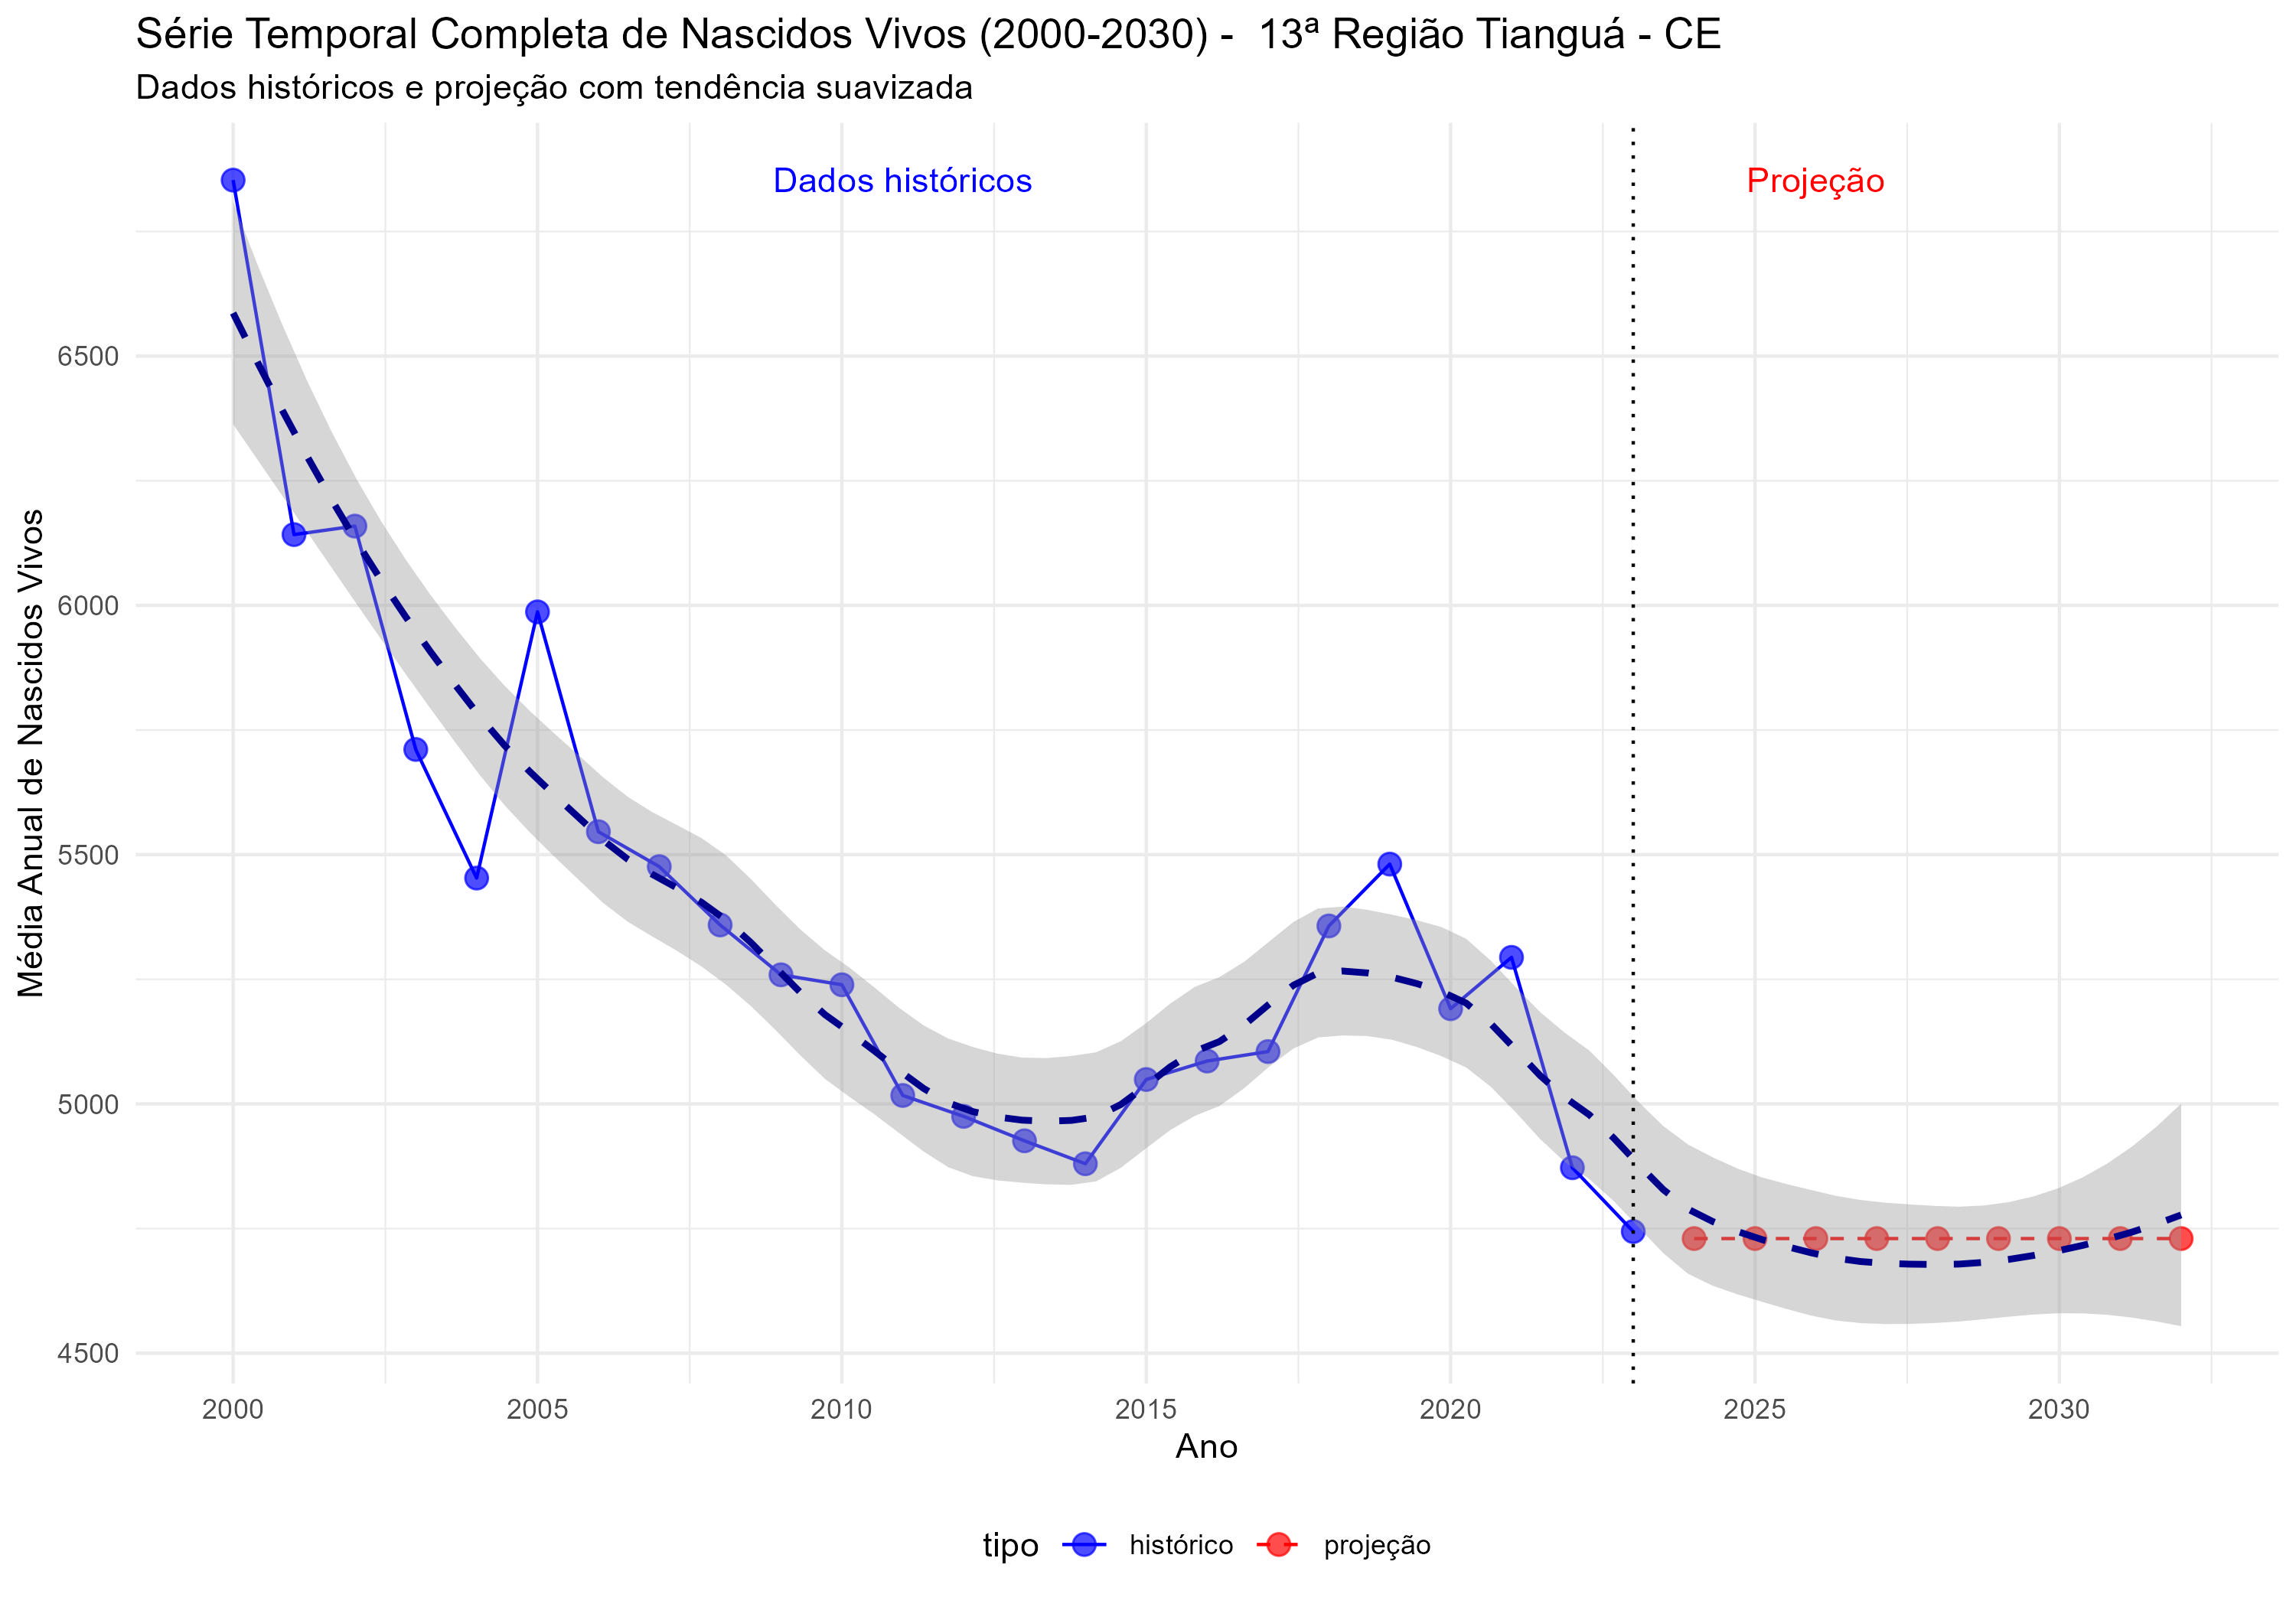 Série Temporal Completa de Nascidos Vivos (2000-2030) -  13ª Região Tianguá - CE
Dados históricos e projeção com tendência suavizada
Dados históricos
Projeção
Média Anual de Nascidos Vivos
6500
6000
5500
5000
4500
2000
2005
2010
2015
2020
2025
2030
Ano
tipo
histórico
projeção